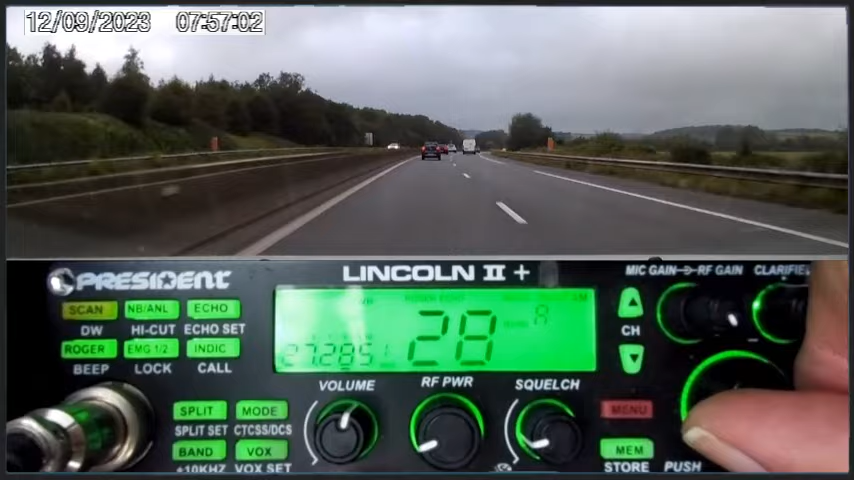 12/09/2023 07:57:02
PRESIDENT LINCOLN II + MIC GAIN RF GAIN CLARIFIE
SCAN NB/ANL ECHO
DW HI-CUT ECHO SET
ROGER EMG 1/2 INDIC
BEEP LOCK CALL
27.285
28
CH
VOLUME RF PWR SQUELCH
SPLIT MODE MENU
SPLIT SET CTCSS/DCS
BAND VOX MEM
+10KHZ VOX SET STORE PUSH